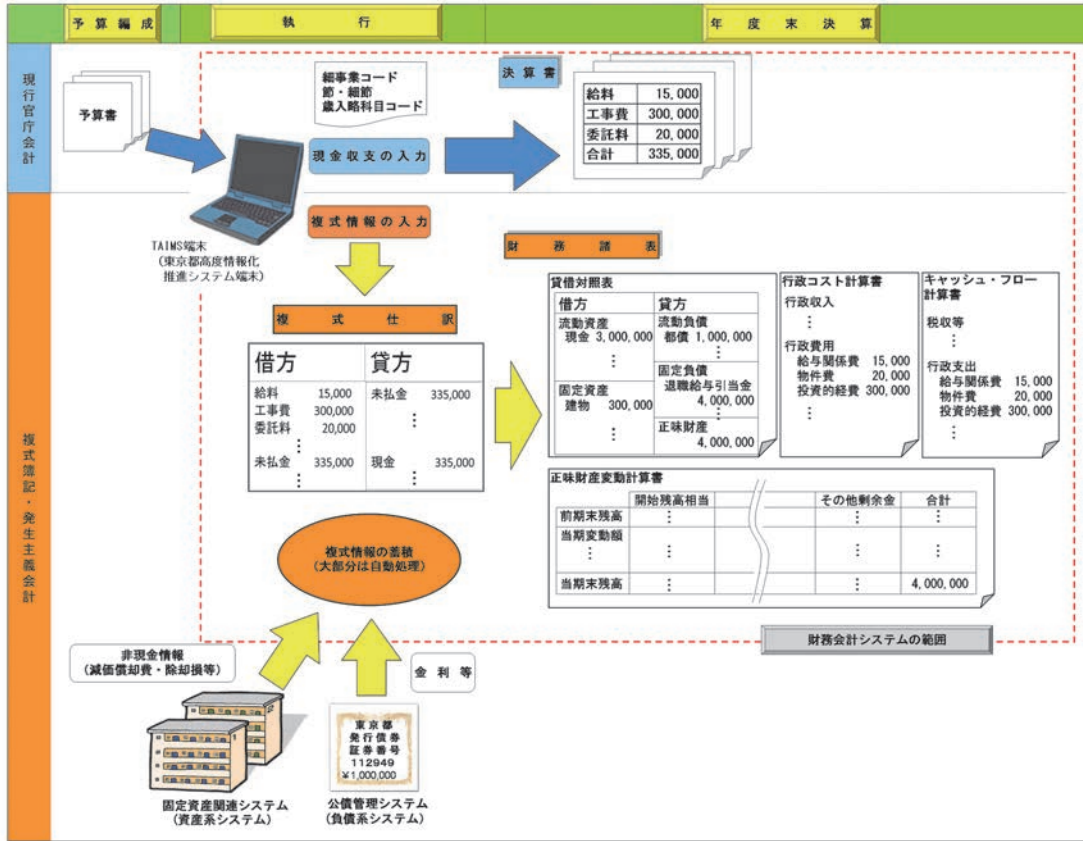 予算編成
執行
年度末決算
現行官庁会計
予算書
細事業コード
節・細節
歳入略科目コード
現金収支の入力
決算書
給料 15,000
工事費 300,000
委託料 20,000
合計 335,000
複式簿記・発生主義会計
複式情報の入力
TAIMS端末
(東京都高度情報化
推進システム端末)
複式仕訳
借方 貸方
給料 15,000 未払金 335,000
工事費 300,000 ⋮
委託料 20,000
⋮
未払金 335,000 現金 335,000
⋮ ⋮
財務諸表
貸借対照表
借方 貸方
流動資産 流動負債
現金 3,000,000 都債 1,000,000
⋮ ⋮
固定資産 固定負債
建物 300,000 退職給与引当金
4,000,000
⋮ ⋮
正味財産
4,000,000
行政コスト計算書
行政収入
⋮
行政費用
給与関係費 15,000
物件費 20,000
投資的経費 300,000
⋮
キャッシュ・フロー
計算書
税収等
⋮
行政支出
給与関係費 15,000
物件費 20,000
投資的経費 300,000
⋮
正味財産変動計算書
開始残高相当 その他剰余金 合計
前期末残高 ⋮ ⋮ ⋮
当期変動額
⋮ ⋮ ⋮ ⋮
当期末残高 ⋮ ⋮ 4,000,000
複式情報の蓄積
(大部分は自動処理)
財務会計システムの範囲
非現金情報
(減価償却費・除却損等)
金利等
東京都
発行債券
証券番号
112949
¥1,000,000
固定資産関連システム
(資産系システム)
公債管理システム
(負債系システム)